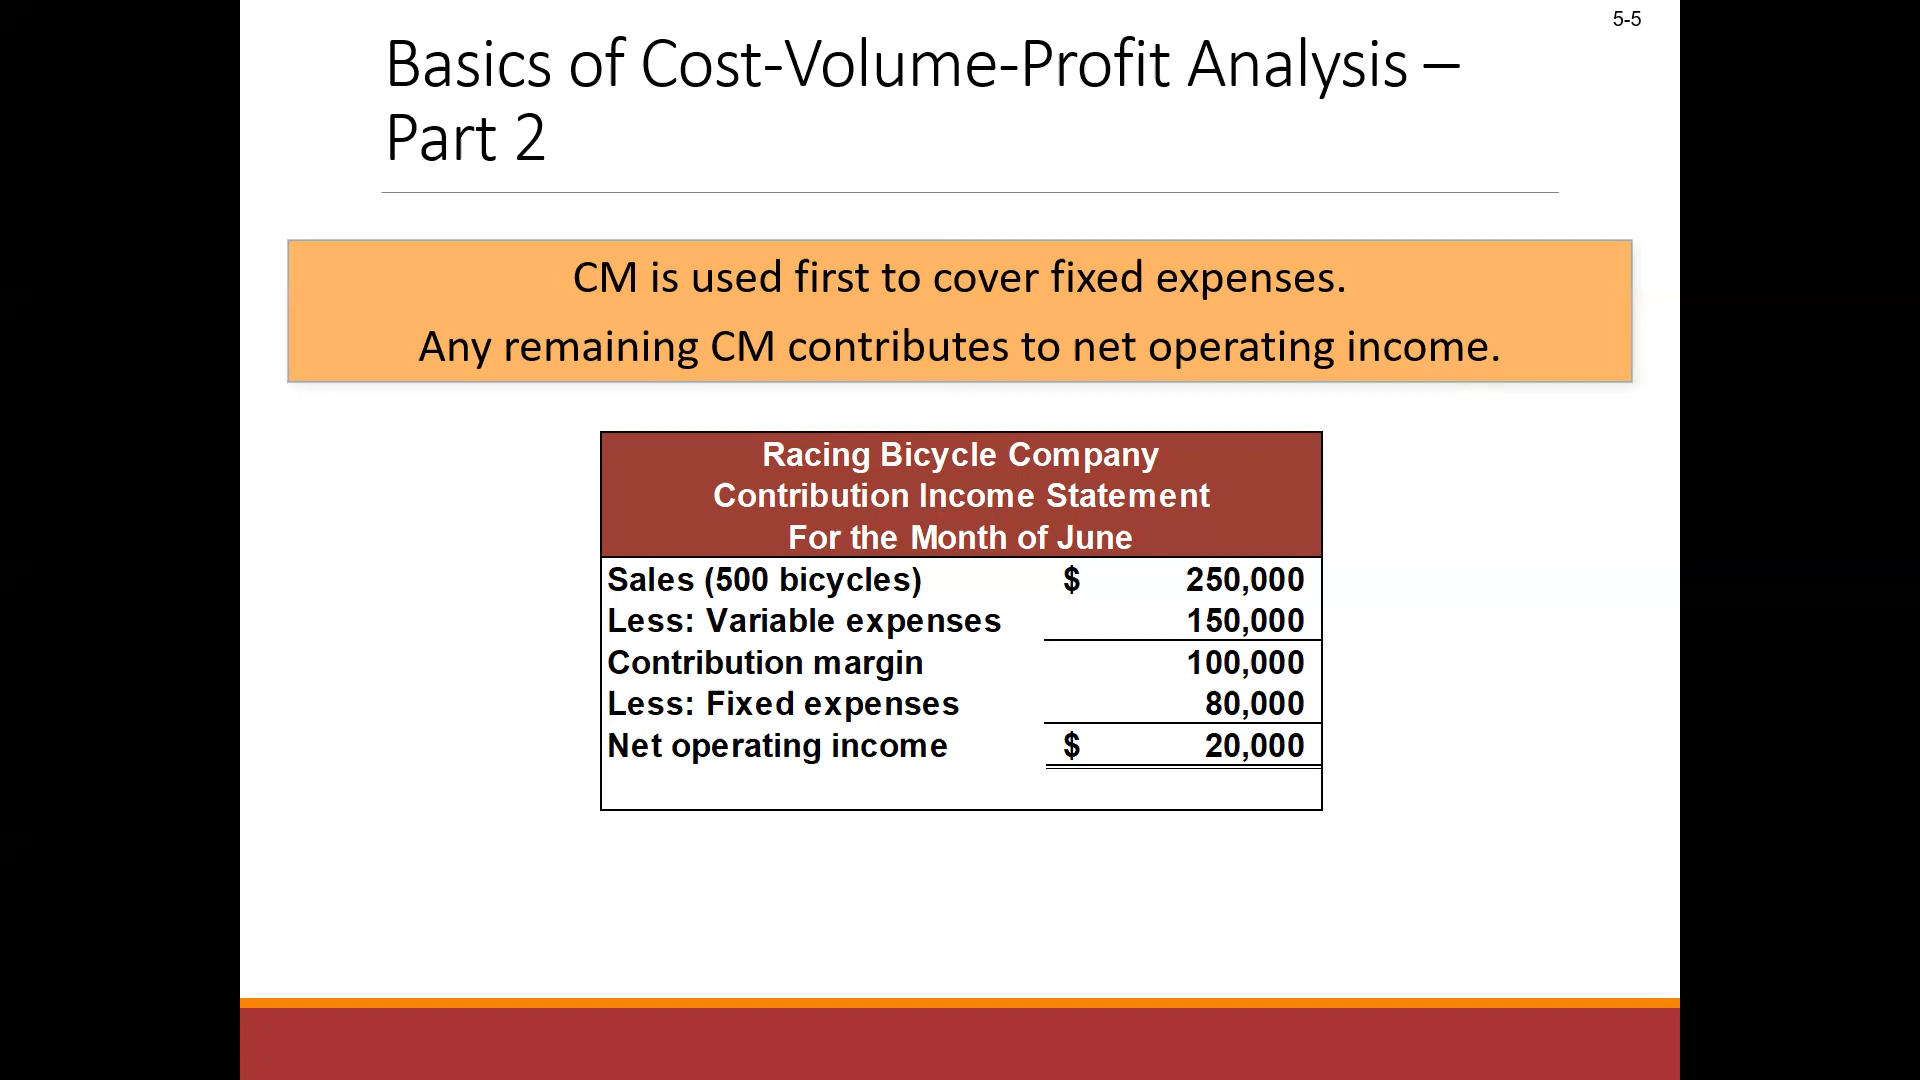 5-5
Basics of Cost-Volume-Profit Analysis –
Part 2
CM is used first to cover fixed expenses.
Any remaining CM contributes to net operating income.
Racing Bicycle Company
Contribution Income Statement
For the Month of June
Sales (500 bicycles) $ 250,000
Less: Variable expenses 150,000
Contribution margin 100,000
Less: Fixed expenses 80,000
Net operating income $ 20,000